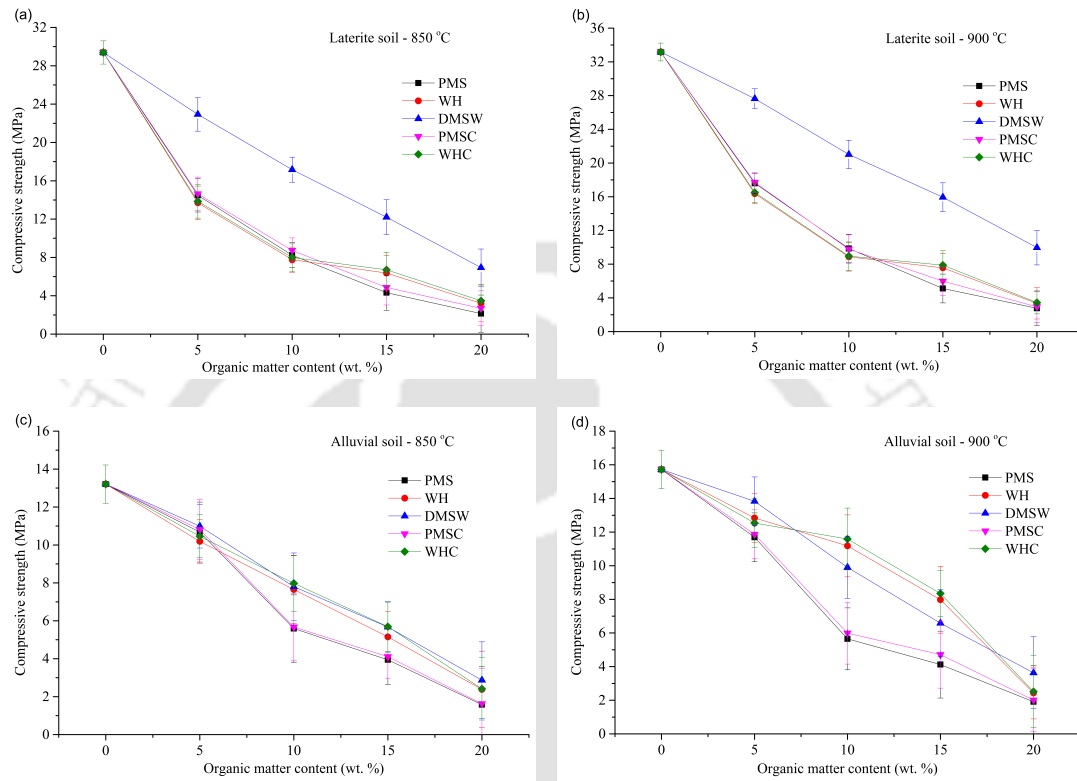 (a)
Laterite soil - 850 °C
PMS
WH
DMSW
PMSC
WHC
32
28
24
20
16
12
8
4
0
Compressive strength (MPa)
0 5 10 15 20
Organic matter content (wt. %)
(b)
Laterite soil - 900 °C
PMS
WH
DMSW
PMSC
WHC
36
32
28
24
20
16
12
8
4
0
Compressive strength (MPa)
0 5 10 15 20
Organic matter content (wt. %)
(c)
Alluvial soil - 850 °C
PMS
WH
DMSW
PMSC
WHC
16
14
12
10
8
6
4
2
0
Compressive strength (MPa)
0 5 10 15 20
Organic matter content (wt. %)
(d)
Alluvial soil - 900 °C
PMS
WH
DMSW
PMSC
WHC
18
16
14
12
10
8
6
4
2
0
Compressive strength (MPa)
0 5 10 15 20
Organic matter content (wt. %)